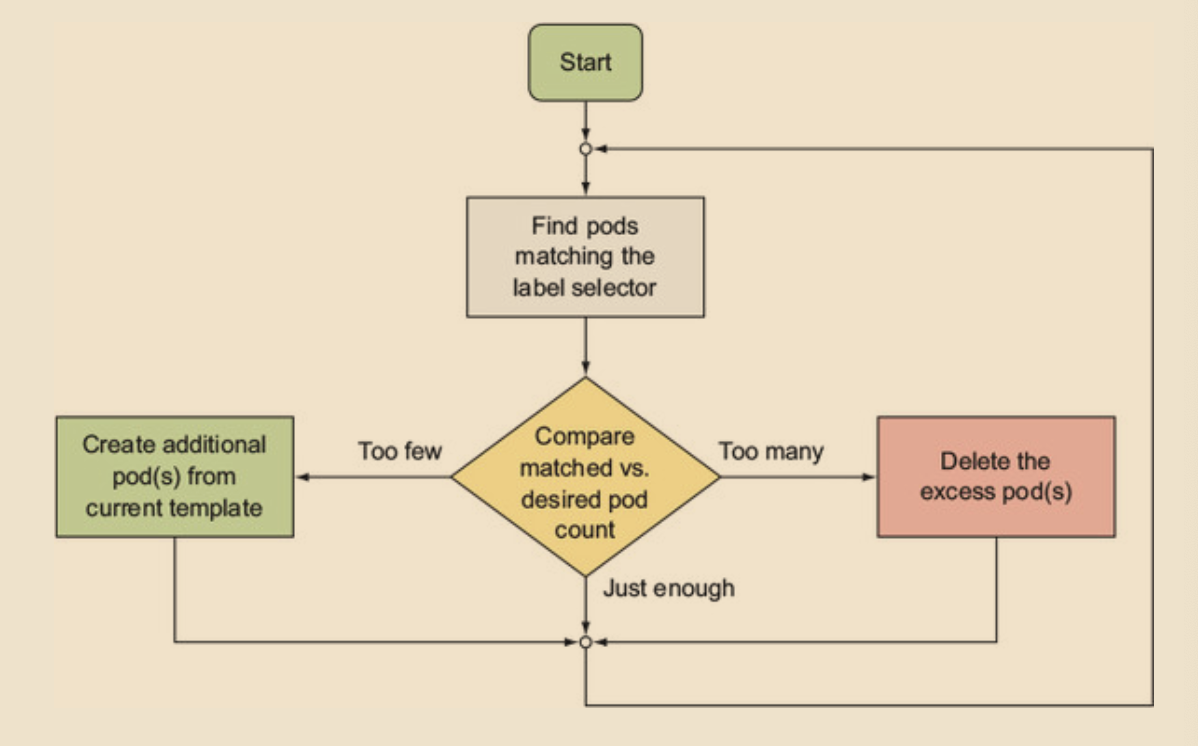 Start
Find pods
matching the
label selector
Compare
matched vs.
desired pod
count
Too few
Too many
Create additional
pod(s) from
current template
Delete the
excess pod(s)
Just enough